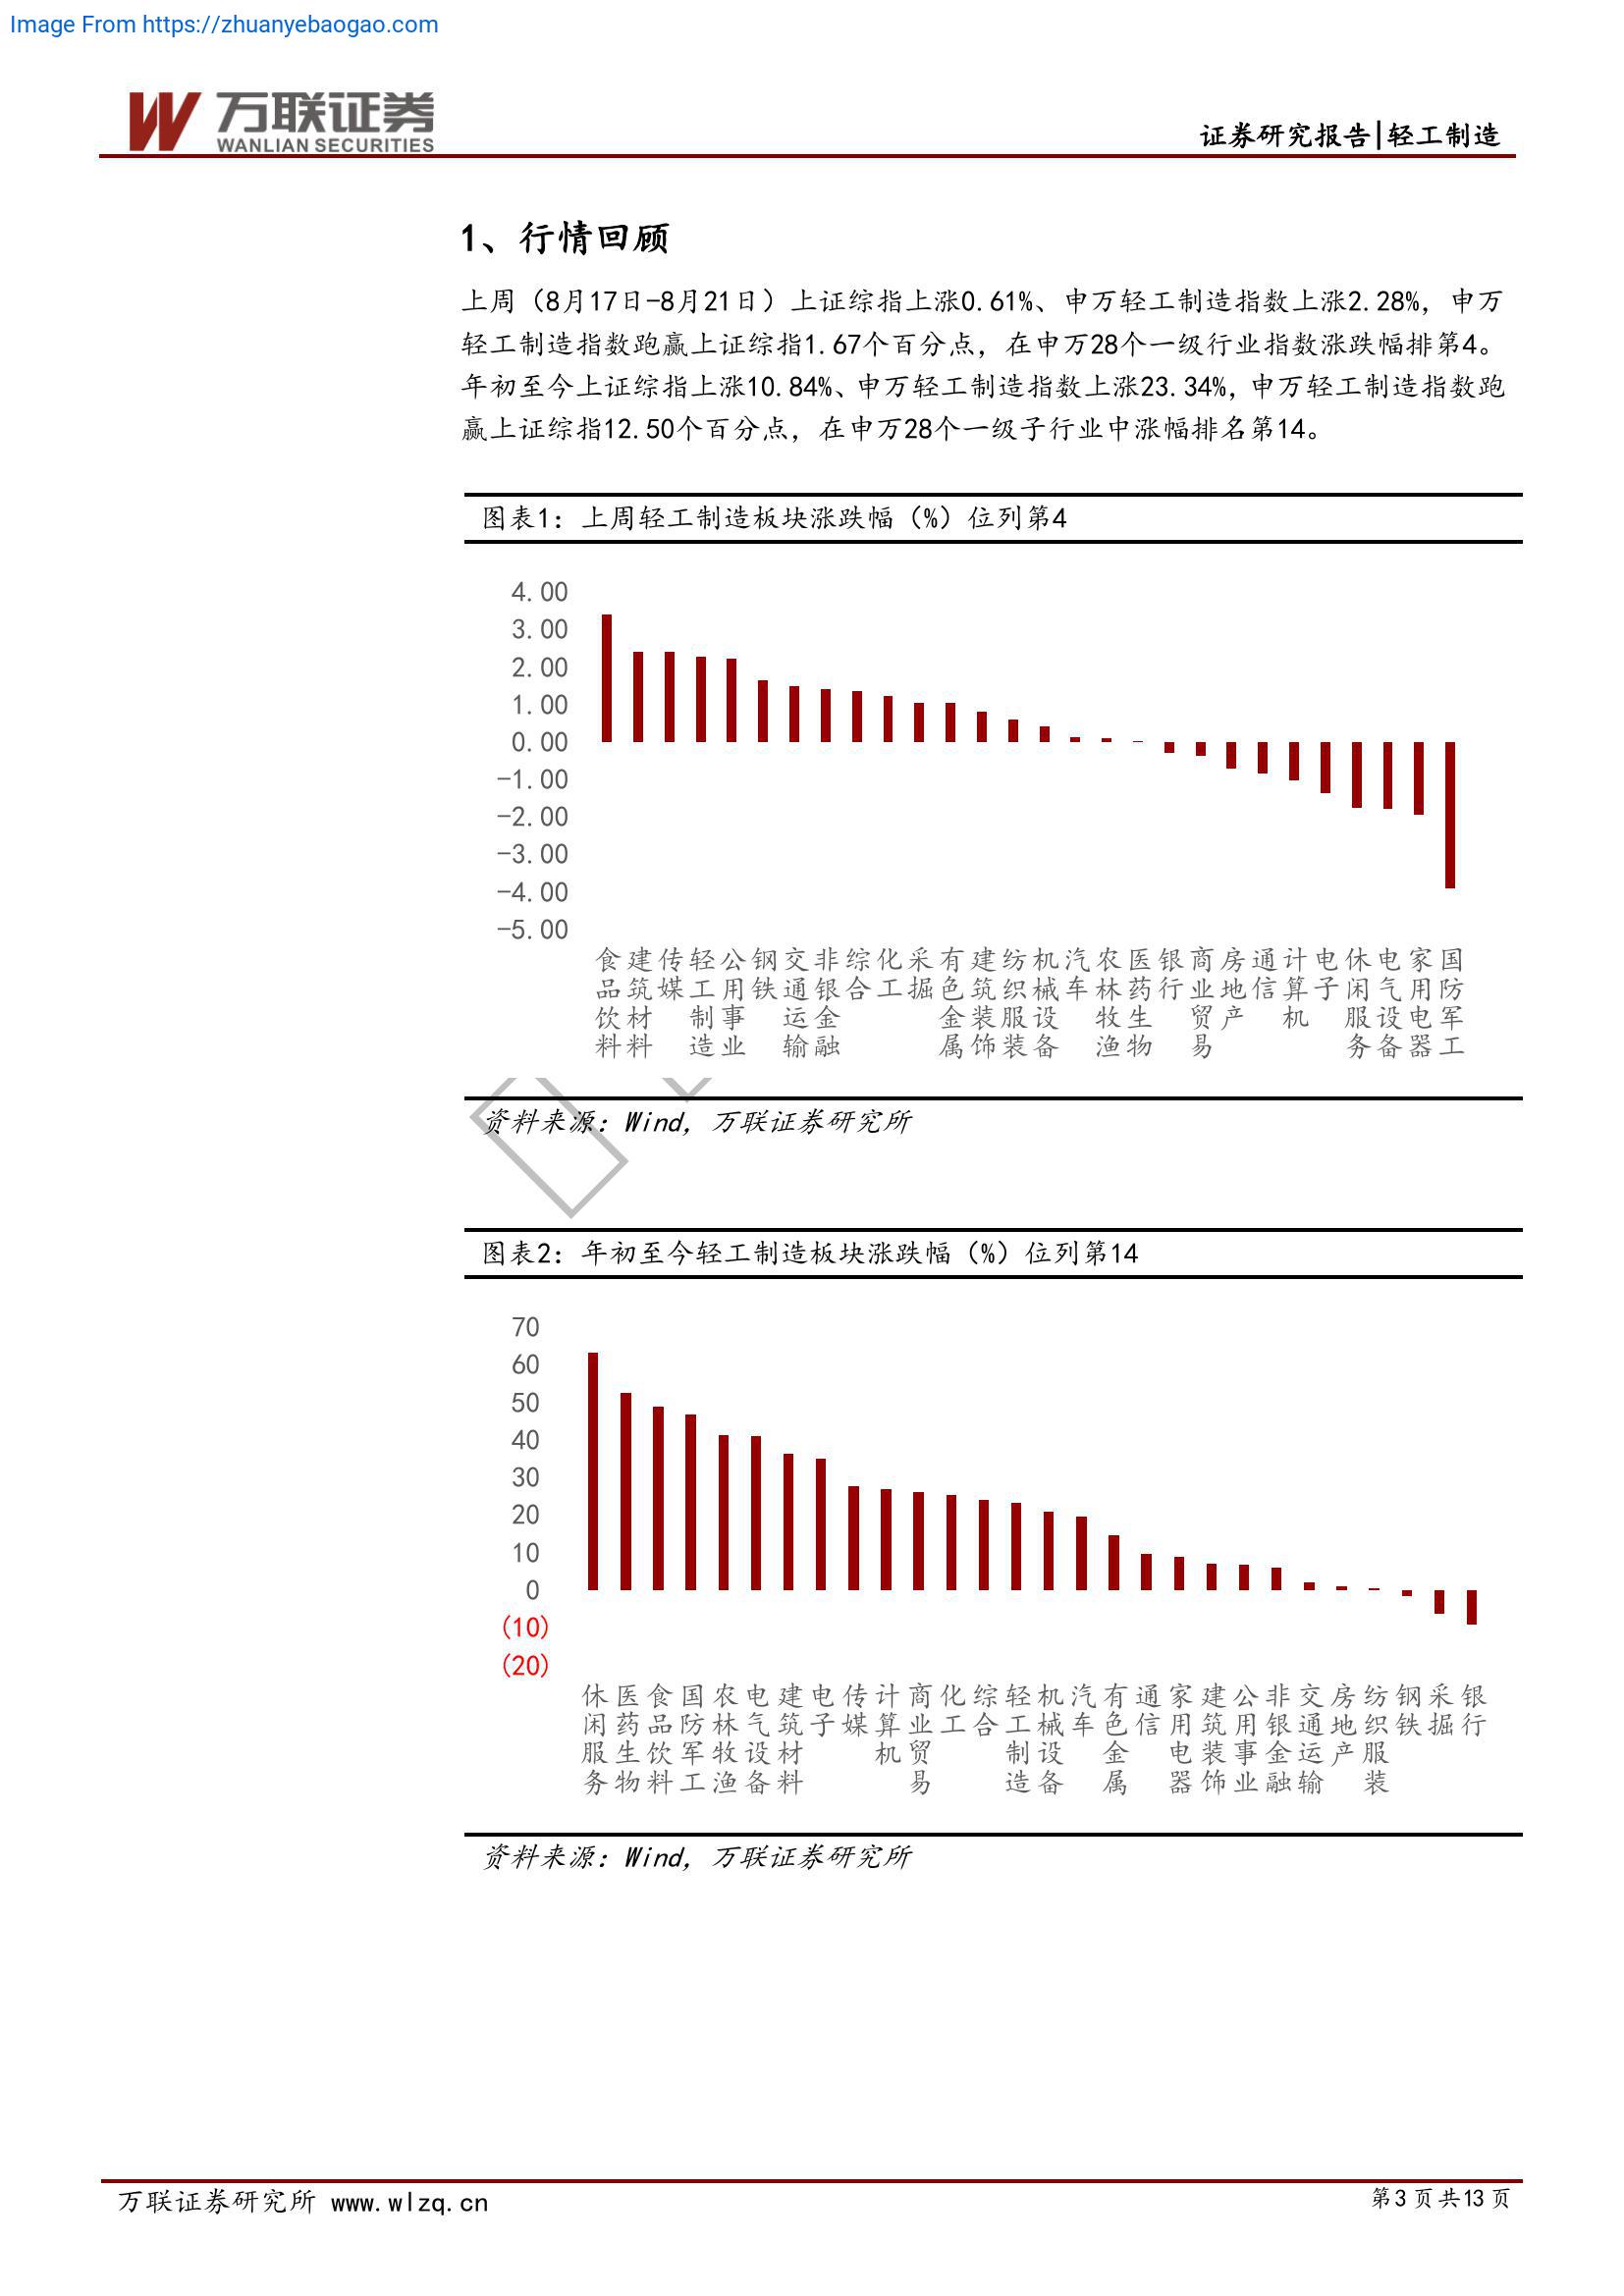 Image From https://zhuanyebaogao.com
万联证券
WANLIAN SECURITIES
证券研究报告|轻工制造
1、行情回顾
上周（8月17日-8月21日）上证综指上涨0.61%、申万轻工制造指数上涨2.28%，申万
轻工制造指数跑赢上证综指1.67个百分点，在申万28个一级行业指数涨跌幅排第4。
年初至今上证综指上涨10.84%、申万轻工制造指数上涨23.34%，申万轻工制造指数跑
赢上证综指12.50个百分点，在申万28个一级子行业中涨幅排名第14。
图表1：上周轻工制造板块涨跌幅（%）位列第4
4.00
3.00
2.00
1.00
0.00
-1.00
-2.00
-3.00
-4.00
-5.00
食品饮料
建筑材料
传媒
轻工制造
公用事业
钢铁
交通运输
非银金融
综合
化工
采掘
有色金属
建筑装饰
纺织服装
机械设备
汽车
农林牧渔
医药生物
银行
商业贸易
房地产
通信
计算机
电子
休闲服务
电气设备
家用电器
国防军工
资料来源：Wind，万联证券研究所
图表2：年初至今轻工制造板块涨跌幅（%）位列第14
70
60
50
40
30
20
10
0
(10)
(20)
休闲服务
医药生物
食品饮料
国防军工
农林牧渔
电气设备
建筑材料
电子
传媒
计算机
商业贸易
化工
综合
轻工制造
机械设备
汽车
有色金属
通信
家用电器
建筑装饰
公用事业
非银金融
交通运输
房地产
纺织服装
钢铁
采掘
银行
资料来源：Wind，万联证券研究所
万联证券研究所 www.wlzq.cn
第3页共13页